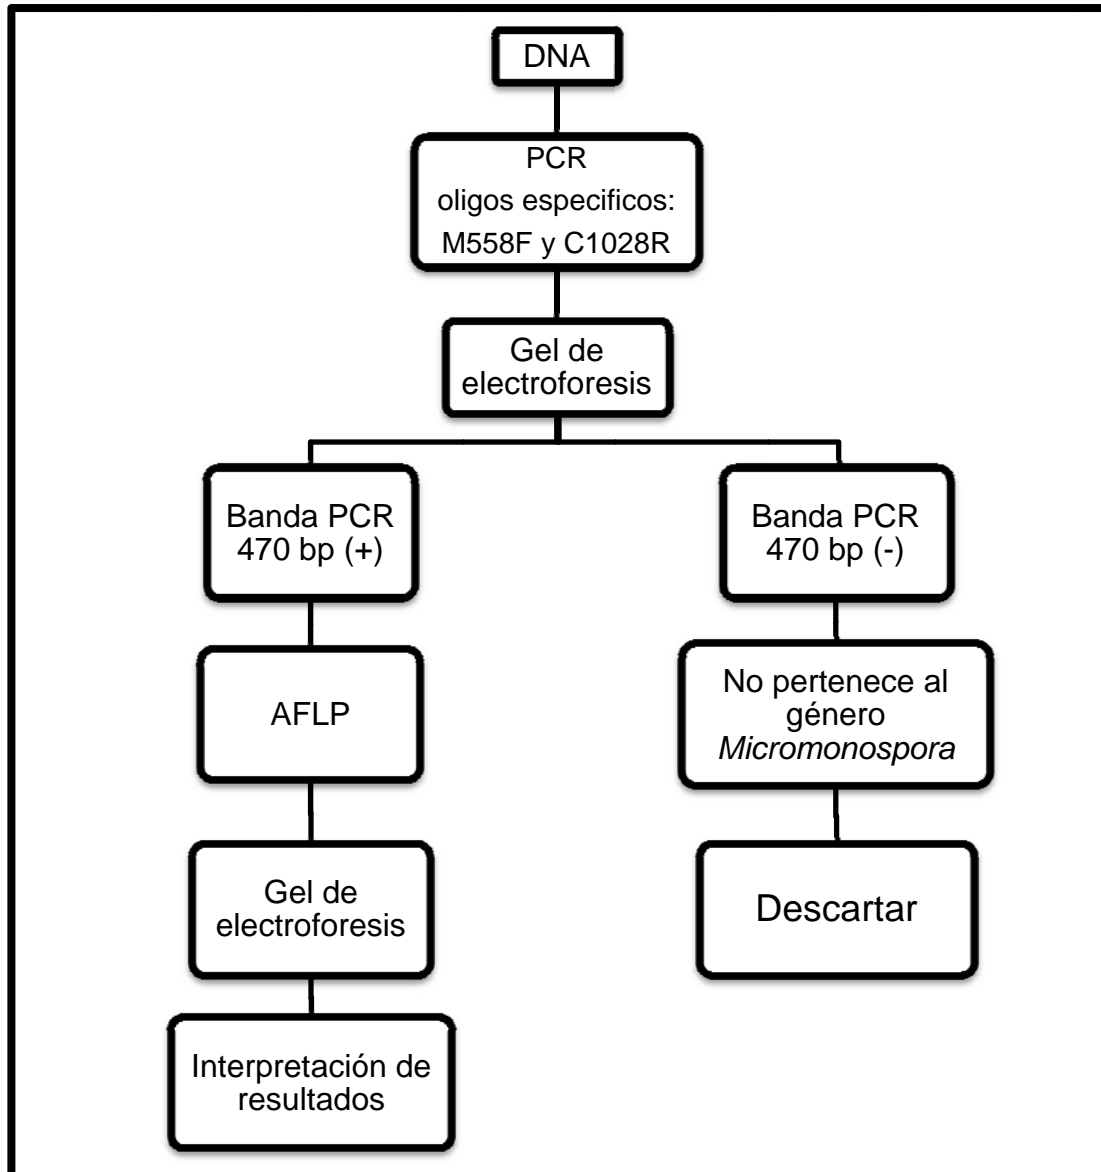 DNA
PCR
oligos especificos:
M558F y C1028R
Gel de
electroforesis
Banda PCR
470 bp (+)
Banda PCR
470 bp (-)
AFLP
No pertenece al
género
Micromonospora
Gel de
electroforesis
Descartar
Interpretación de
resultados